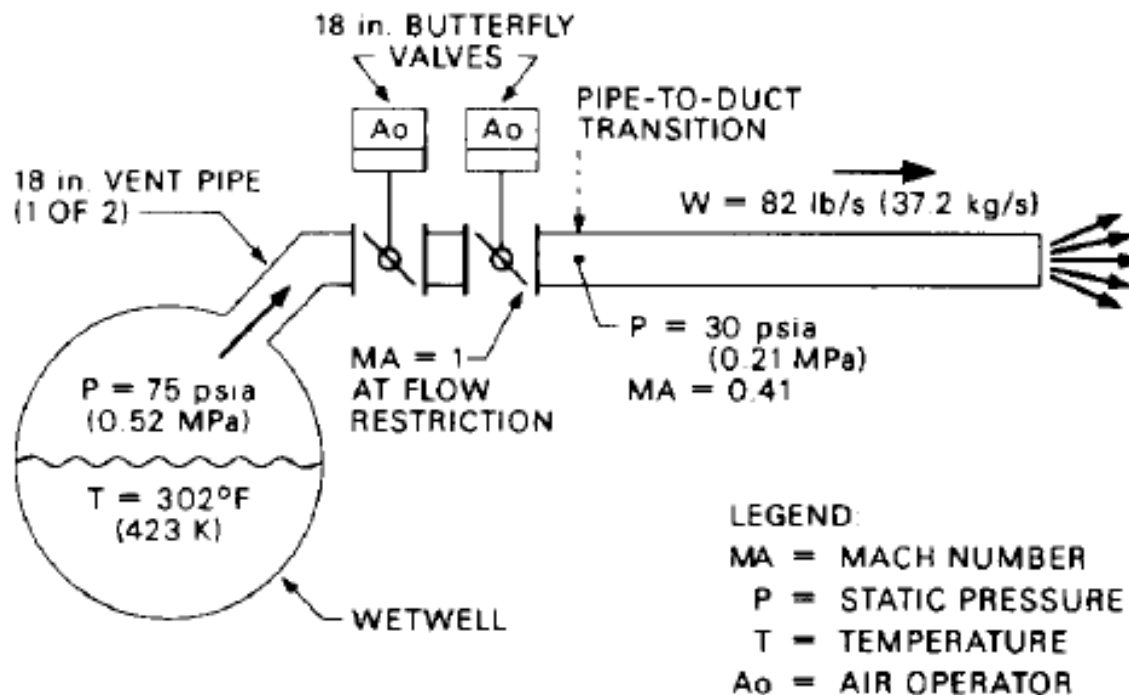 18 in. BUTTERFLY
VALVES
Ao
Ao
PIPE-TO-DUCT
TRANSITION
18 in. VENT PIPE
(1 OF 2)
W = 82 lb/s (37.2 kg/s)
P = 30 psia
(0.21 MPa)
MA = 0.41
MA = 1
AT FLOW
RESTRICTION
P = 75 psia
(0.52 MPa)
T = 302°F
(423 K)
WETWELL
LEGEND:
MA = MACH NUMBER
P = STATIC PRESSURE
T = TEMPERATURE
Ao = AIR OPERATOR